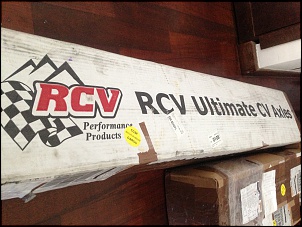 RCV
Performance
Products
RCV Ultimate CV Axles